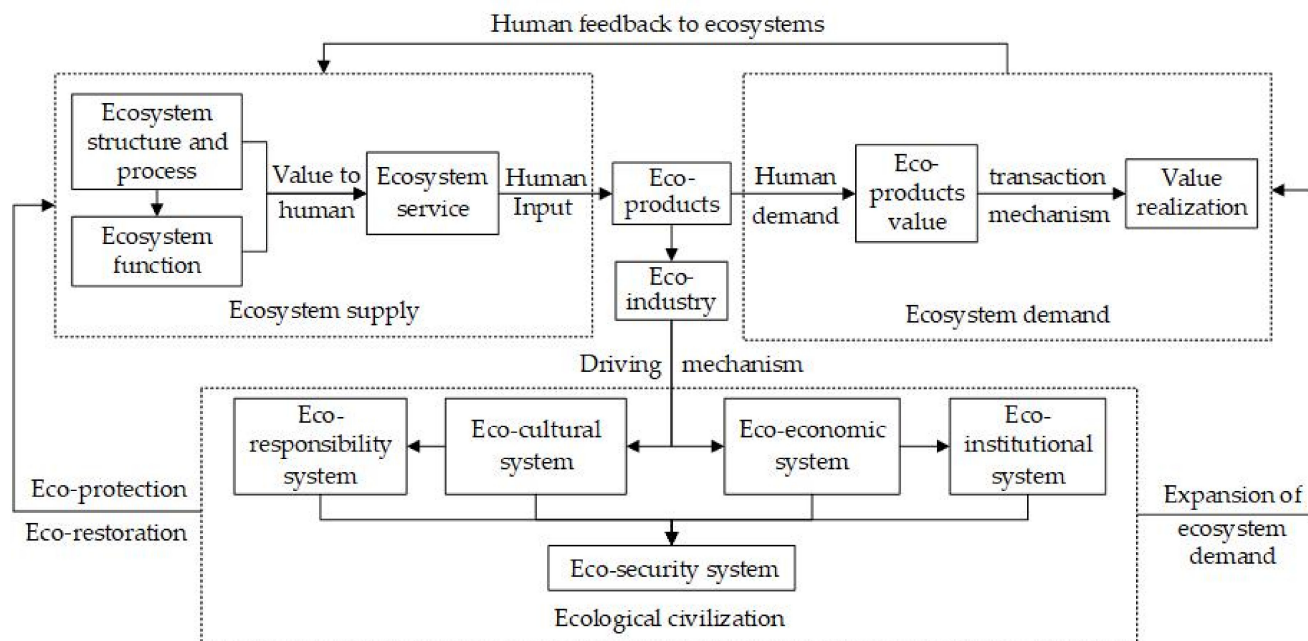 Human feedback to ecosystems
Ecosystem
structure and
process
Ecosystem
function
Value to
human
Ecosystem
service
Human
Input
Ecosystem supply
Eco-
products
Eco-
industry
Human
demand
Eco-
products
value
transaction
mechanism
Value
realization
Ecosystem demand
Driving mechanism
Eco-
responsibility
system
Eco-cultural
system
Eco-economic
system
Eco-
institutional
system
Eco-security system
Ecological civilization
Eco-protection
Eco-restoration
Expansion of
ecosystem
demand